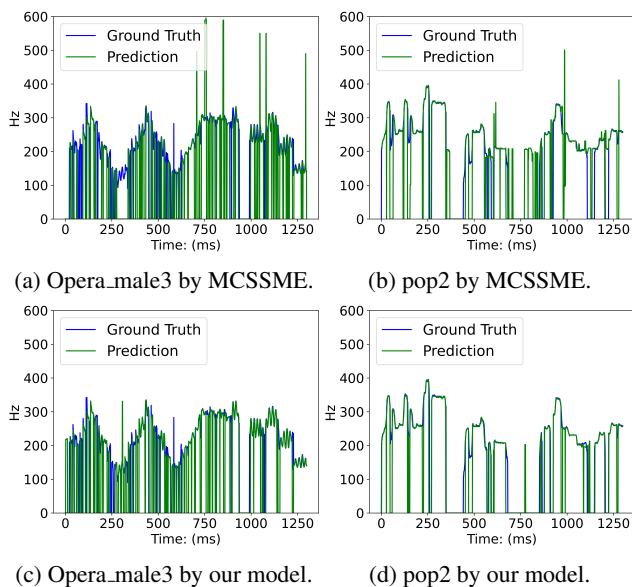 600
500
400
300
200
100
0
Hz
Ground Truth
Prediction
0 250 500 750 1000 1250
Time: (ms)
(a) Opera_male3 by MCSSME.
600
500
400
300
200
100
0
Hz
Ground Truth
Prediction
0 250 500 750 1000 1250
Time: (ms)
(b) pop2 by MCSSME.
600
500
400
300
200
100
0
Hz
Ground Truth
Prediction
0 250 500 750 1000 1250
Time: (ms)
(c) Opera_male3 by our model.
600
500
400
300
200
100
0
Hz
Ground Truth
Prediction
0 250 500 750 1000 1250
Time: (ms)
(d) pop2 by our model.